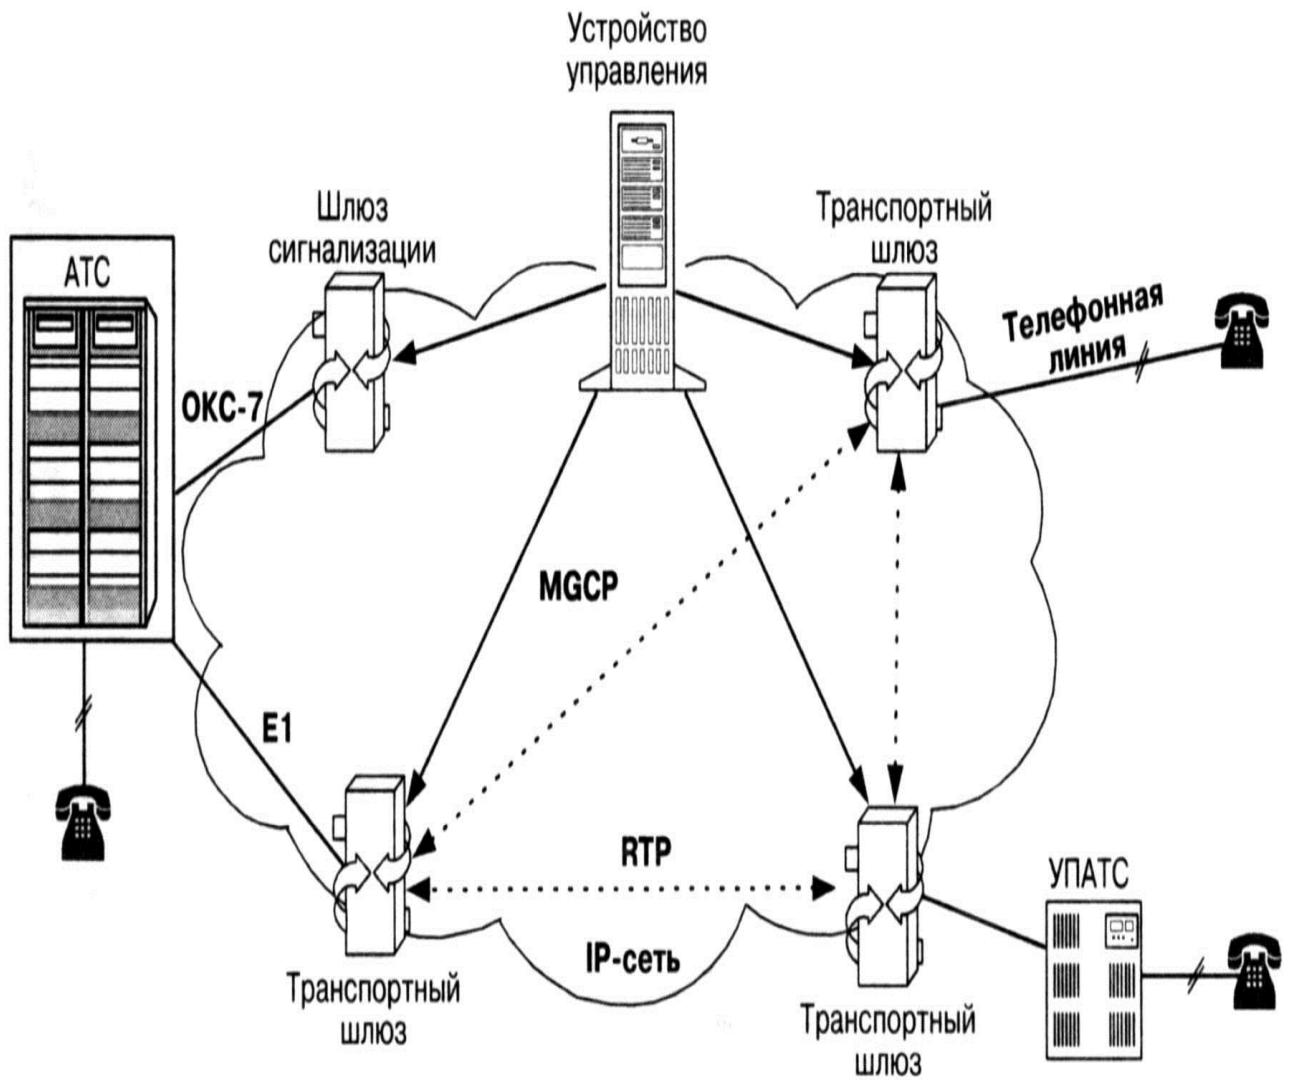 Устройство
управления
Шлюз
сигнализации
Транспортный
шлюз
АТС
Телефонная
линия
ОКС-7
MGCP
E1
RTP
УПАТС
IP-сеть
Транспортный
шлюз
Транспортный
шлюз